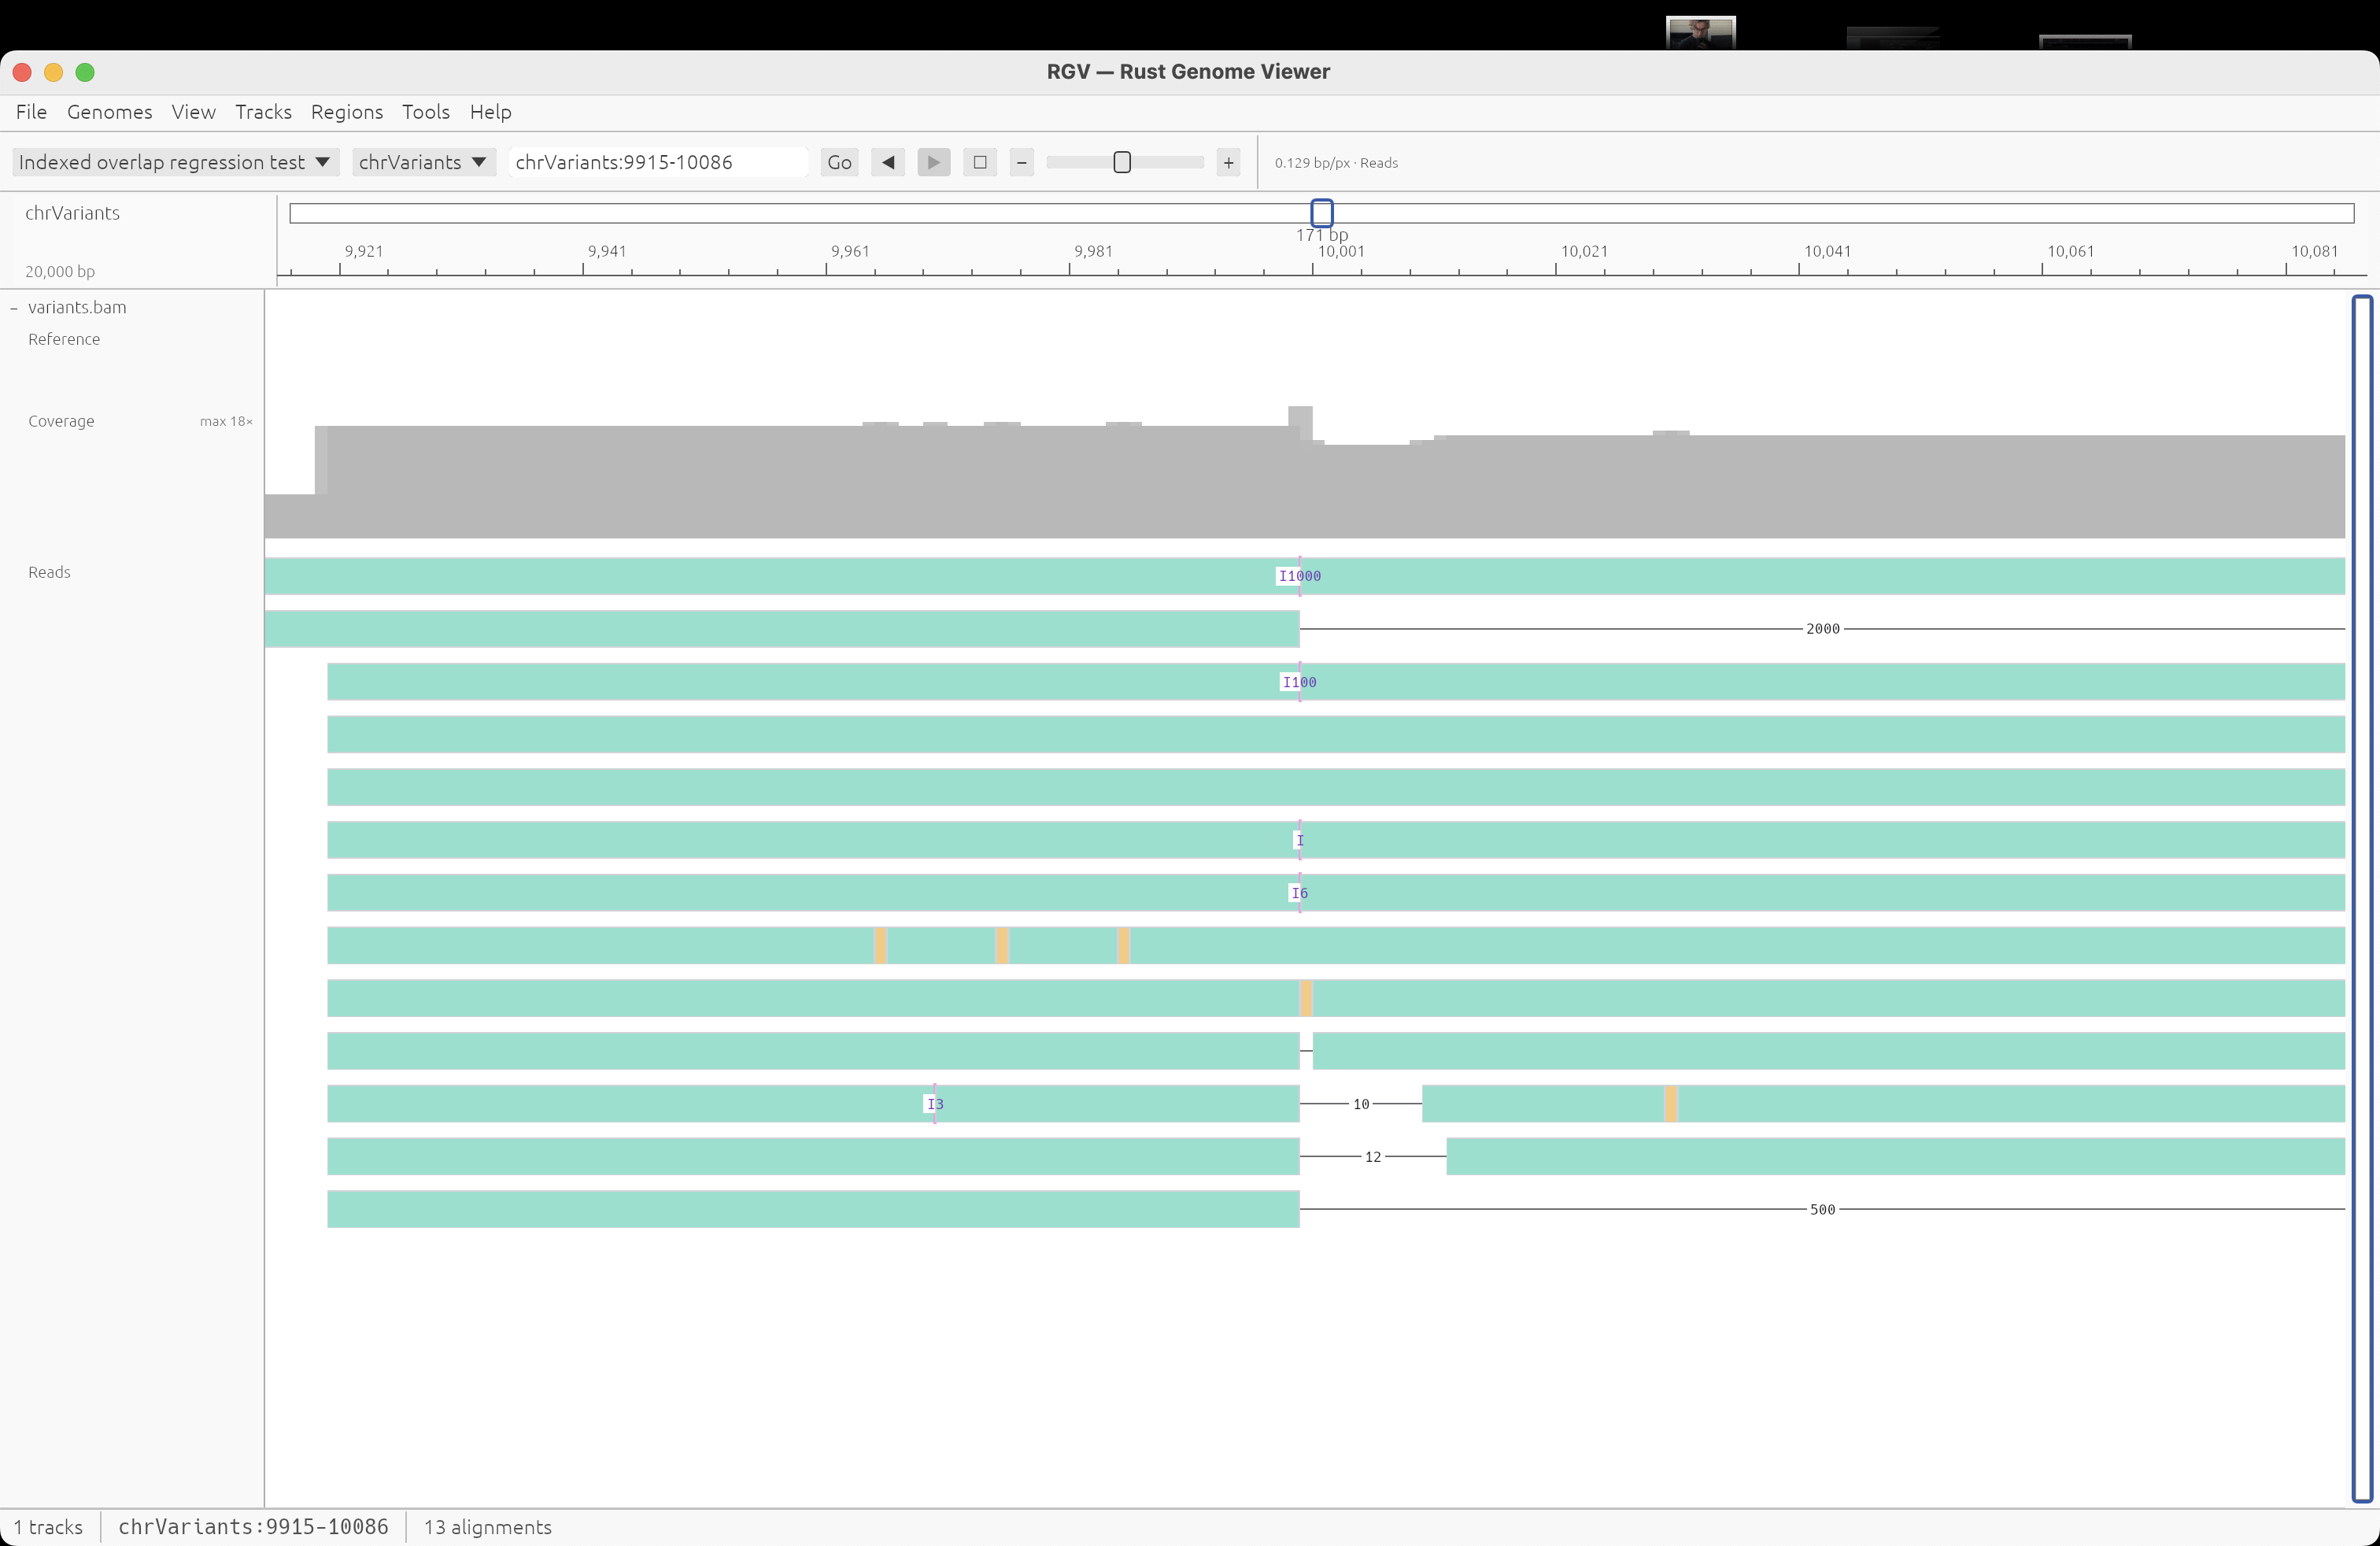 RGV — Rust Genome Viewer
File Genomes View Tracks Regions Tools Help
Indexed overlap regression test chrVariants chrVariants:9915-10086 Go − + 0.129 bp/px · Reads
chrVariants
171 bp
9,921 9,941 9,961 9,981 10,001 10,021 10,041 10,061 10,081
20,000 bp
− variants.bam
Reference
Coverage max 18×
Reads I1000
2000
I100
I
I6
I3 10
12
500
1 tracks chrVariants:9915-10086 13 alignments